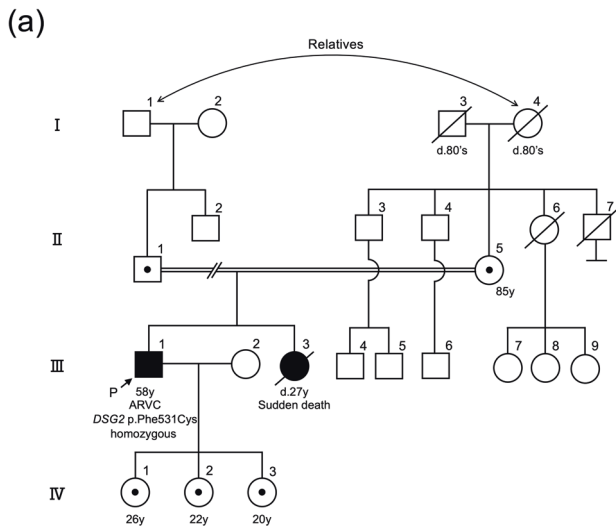 (a)
Relatives
I
1
2
3
4
d.80's
d.80's
II
1
2
3
4
5
6
7
85y
III
1
2
3
4
5
6
7
8
9
P
58y
ARVC
DSG2 p.Phe531Cys
homozygous
d.27y
Sudden death
IV
1
2
3
26y
22y
20y